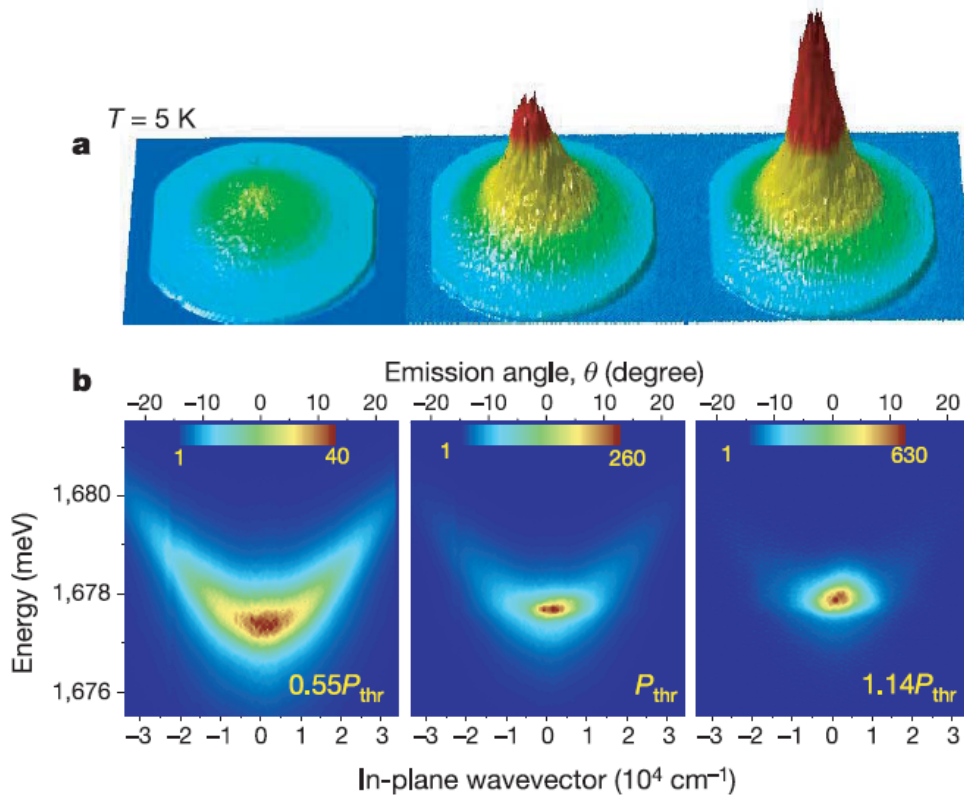 T = 5 K
a
b
Emission angle, θ (degree)
–20 –10 0 10 20 –20 –10 0 10 20 –20 –10 0 10 20
1 40 1 260 1 630
1,680
1,678
1,676
Energy (meV)
0.55Pthr Pthr 1.14Pthr
–3 –2 –1 0 1 2 3 –3 –2 –1 0 1 2 3 –3 –2 –1 0 1 2 3
In-plane wavevector (10⁴ cm⁻¹)